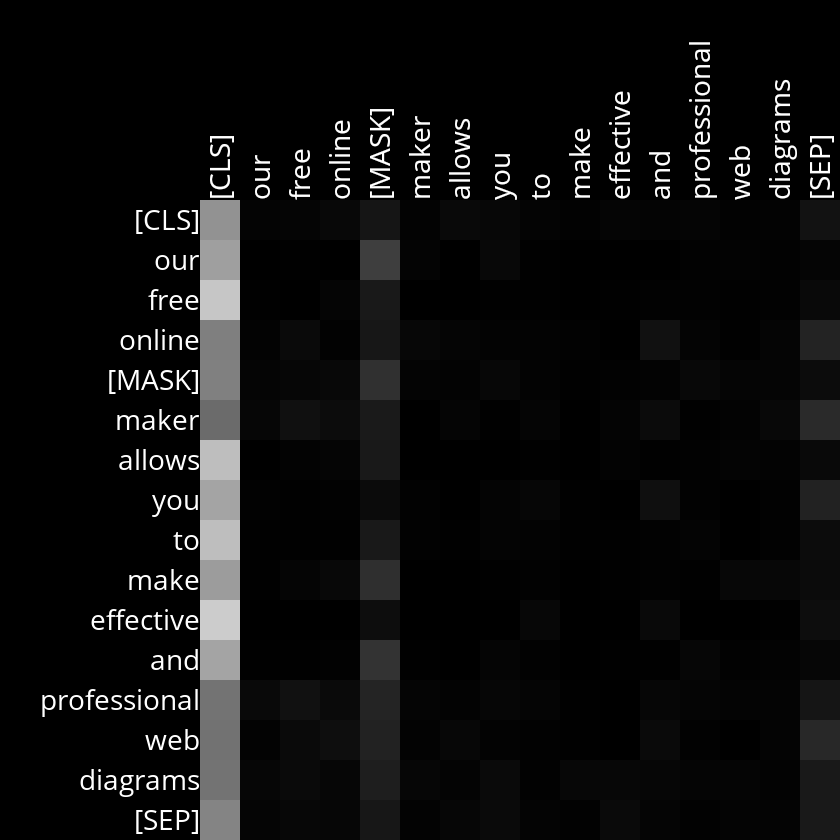 [CLS] our free online [MASK] maker allows you to make effective and professional web diagrams [SEP]
[CLS]
our
free
online
[MASK]
maker
allows
you
to
make
effective
and
professional
web
diagrams
[SEP]